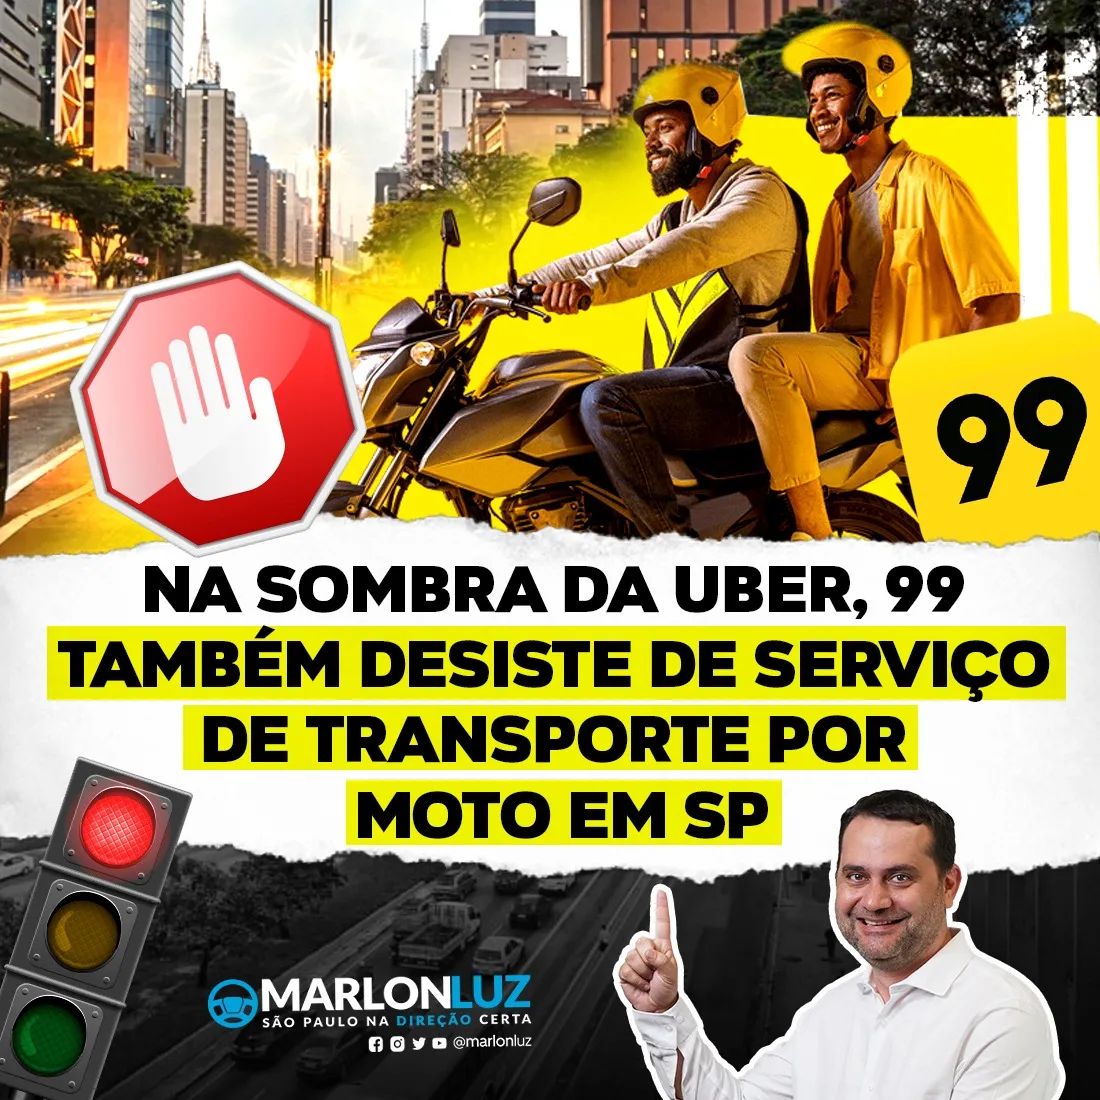 99
NA SOMBRA DA UBER, 99
TAMBÉM DESISTE DE SERVIÇO
DE TRANSPORTE POR
MOTO EM SP
MARLONLUZ
SÃO PAULO NA DIREÇÃO CERTA
@marlonluz